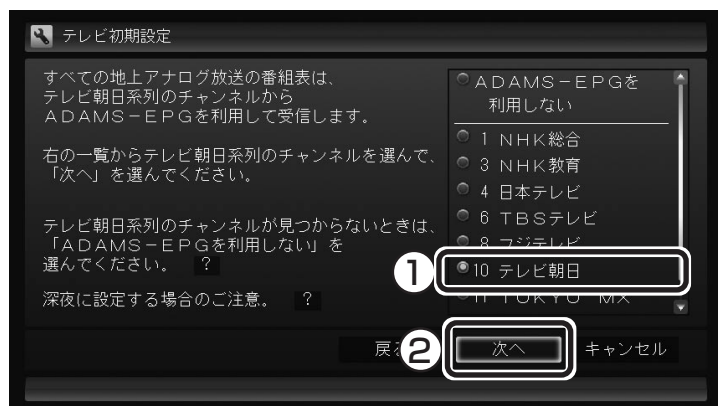 テレビ初期設定
すべての地上アナログ放送の番組表は、
テレビ朝日系列のチャンネルから
ADAMS-EPGを利用して受信します。
右の一覧からテレビ朝日系列のチャンネルを選んで、
「次へ」を選んでください。
テレビ朝日系列のチャンネルが見つからないときは、
「ADAMS-EPGを利用しない」を
選んでください。 ?
深夜に設定する場合のご注意。 ?
ADAMS-EPGを
利用しない
1 NHK総合
3 NHK教育
4 日本テレビ
6 TBSテレビ
8 フジテレビ
① 10 テレビ朝日
11 TOKYO MX
② 次へ キャンセル